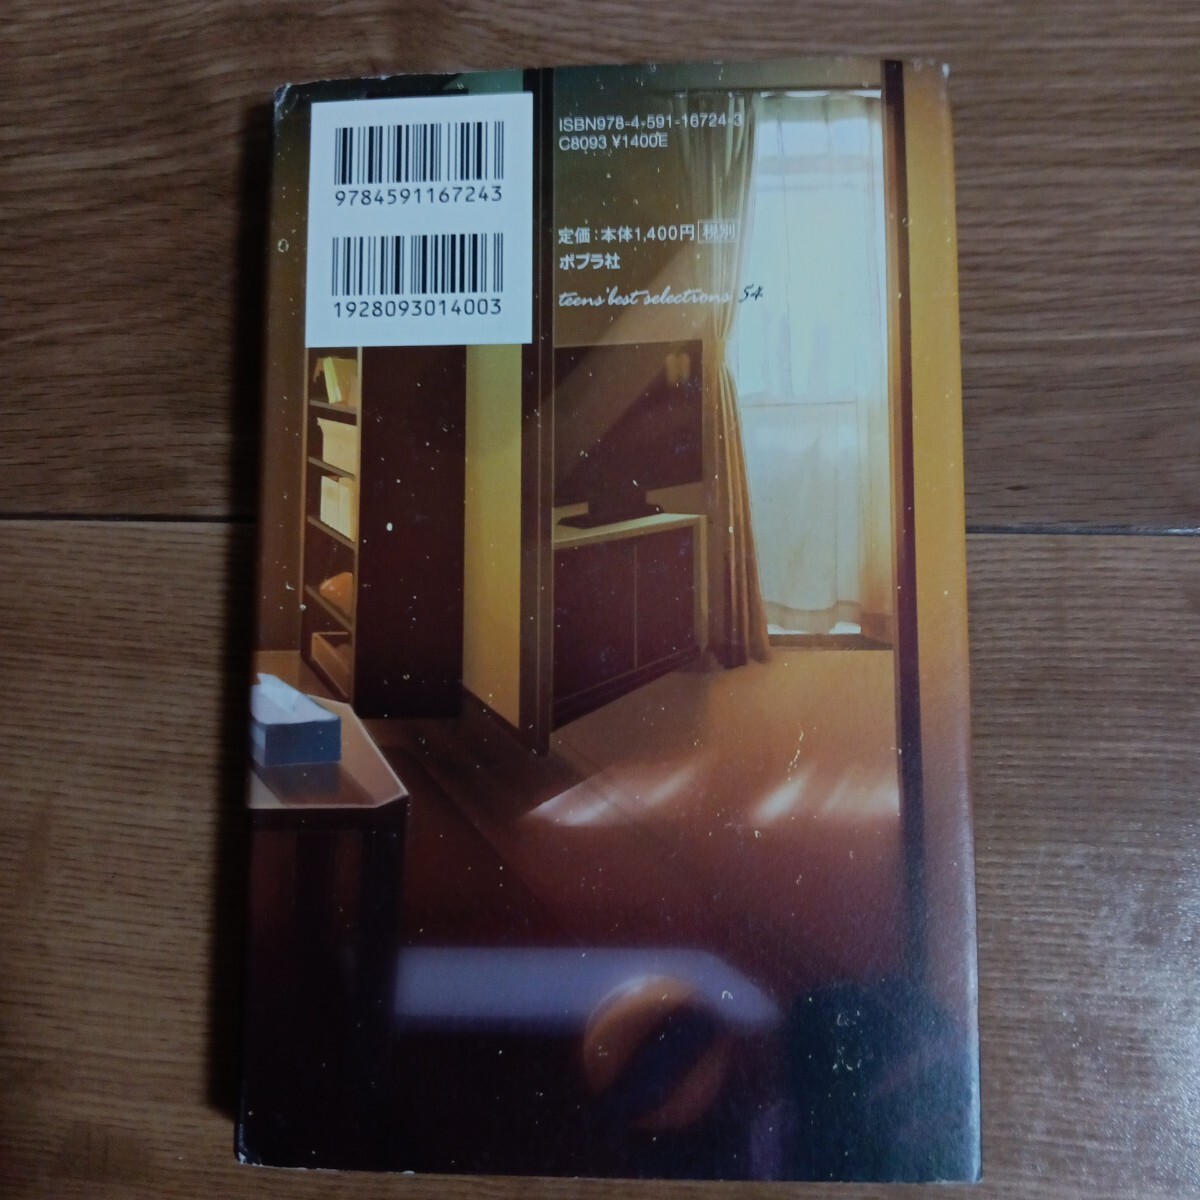 9784591167243
1928093014003
ISBN978-4-591-16724-3
C8093 ¥1400E
定価:本体1,400円 税別
ポプラ社
teens' best selections 54